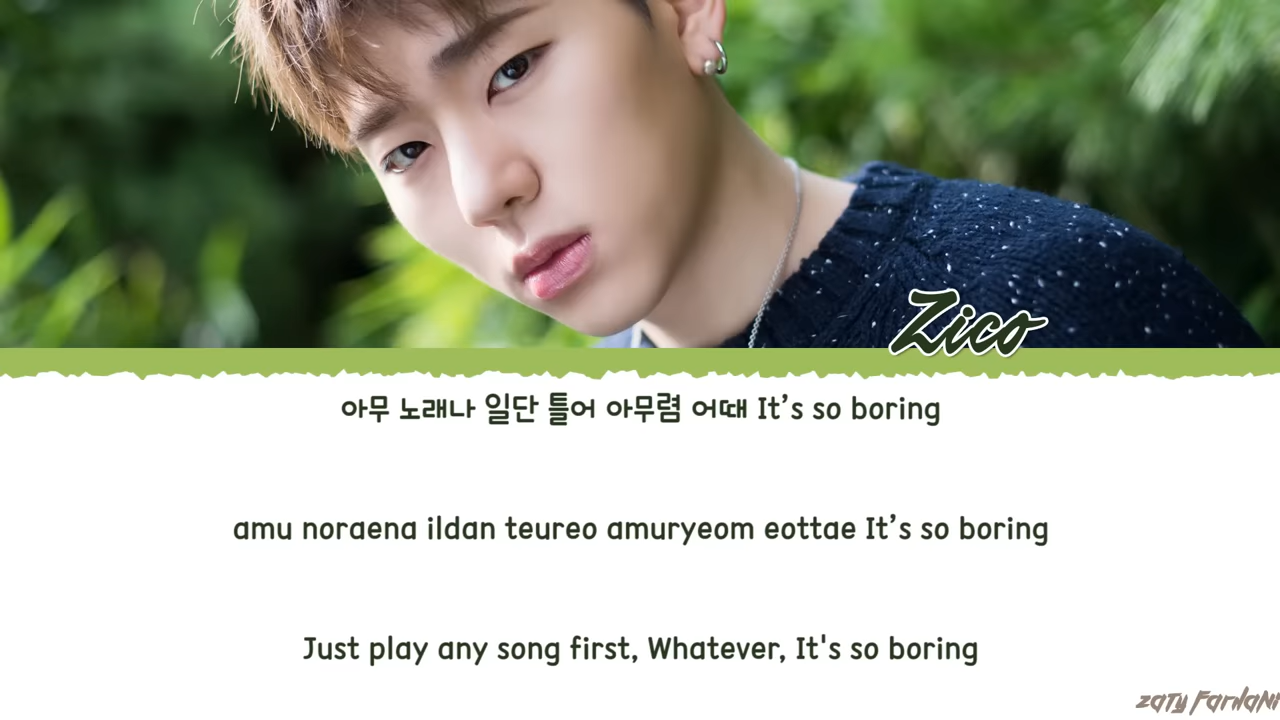 Zico
아무 노래나 일단 틀어 아무렴 어때 It’s so boring
amu noraena ildan teureo amuryeom eottae It’s so boring
Just play any song first, Whatever, It's so boring
zaty Farhani